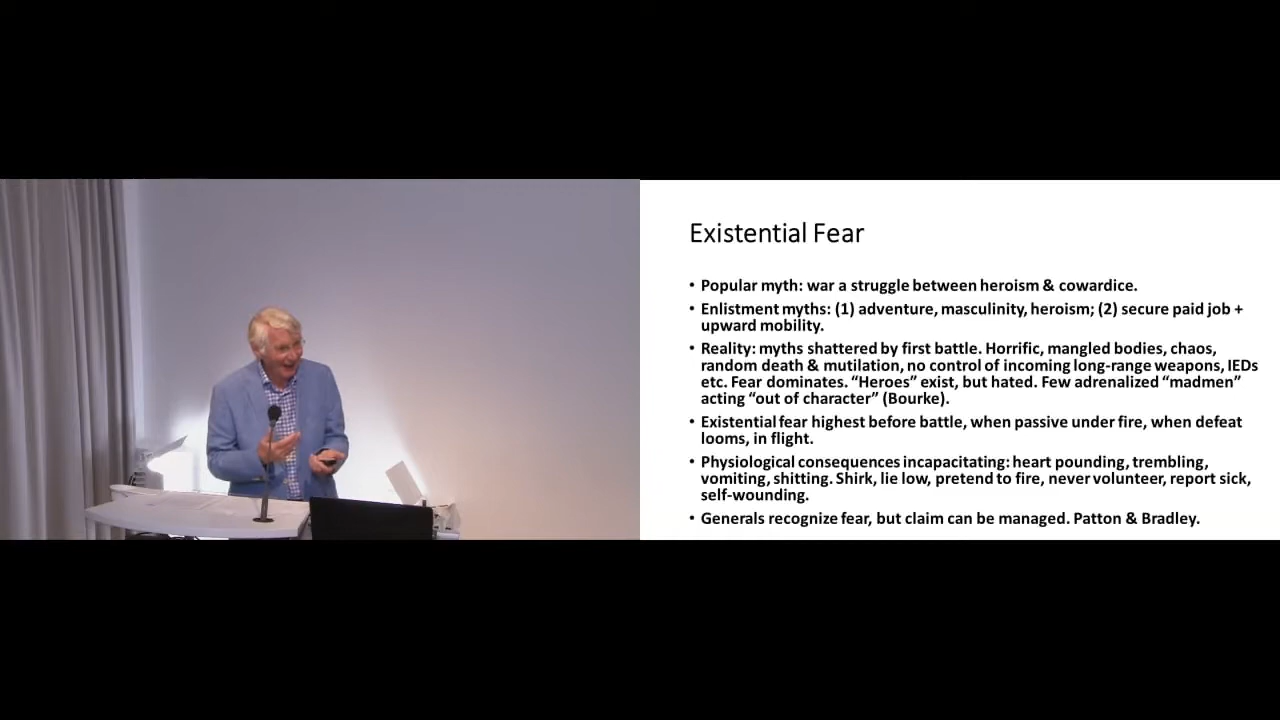 Existential Fear
• Popular myth: war a struggle between heroism & cowardice.
• Enlistment myths: (1) adventure, masculinity, heroism; (2) secure paid job +
upward mobility.
• Reality: myths shattered by first battle. Horrific, mangled bodies, chaos,
random death & mutilation, no control of incoming long-range weapons, IEDs
etc. Fear dominates. “Heroes” exist, but hated. Few adrenalized “madmen”
acting “out of character” (Bourke).
• Existential fear highest before battle, when passive under fire, when defeat
looms, in flight.
• Physiological consequences incapacitating: heart pounding, trembling,
vomiting, shitting. Shirk, lie low, pretend to fire, never volunteer, report sick,
self-wounding.
• Generals recognize fear, but claim can be managed. Patton & Bradley.